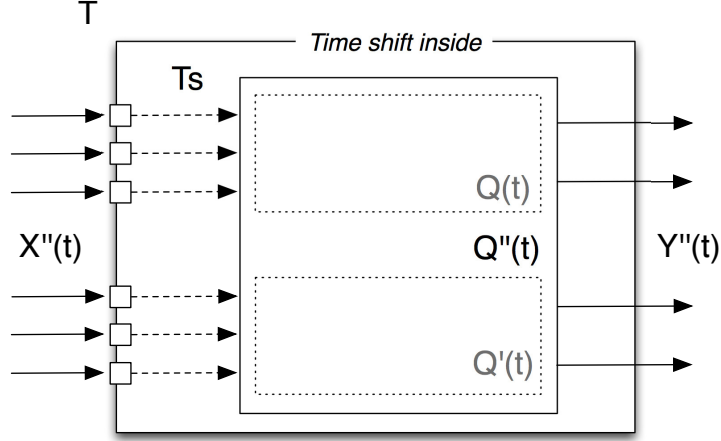 T
Time shift inside
Ts
Q(t)
X"(t)
Q"(t)
Y"(t)
Q'(t)